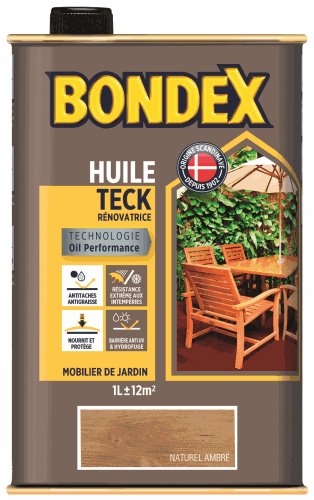 BONDEX
HUILE
TECK
RÉNOVATRICE
ORIGINE SCANDINAVE
DEPUIS 1902
TECHNOLOGIE
Oil Performance
ANTITACHES
ANTIGRAISSE
RÉSISTANCE
EXTRÊME AUX
INTEMPÉRIES
NOURRIT ET
PROTÈGE
BARRIÈRE ANTI UV
& HYDROFUGE
MOBILIER DE JARDIN
1L±12m²
NATUREL AMBRÉ